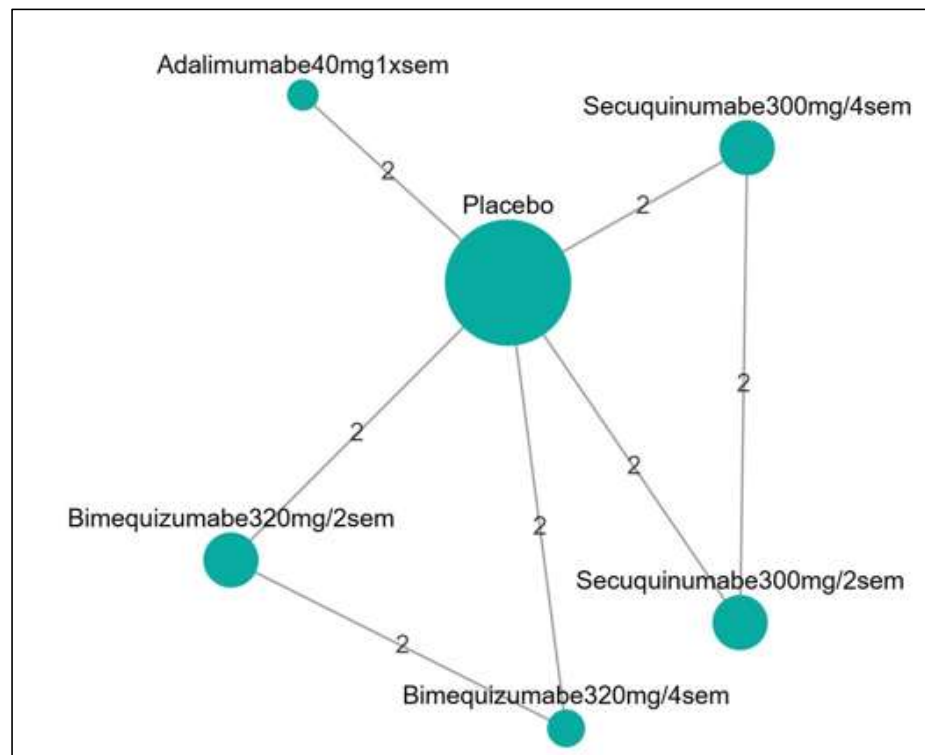 Adalimumabe40mg1xsem
Secuquinumabe300mg/4sem
2
2
Placebo
2
2
2
2
Bimequizumabe320mg/2sem
2
Secuquinumabe300mg/2sem
2
Bimequizumabe320mg/4sem